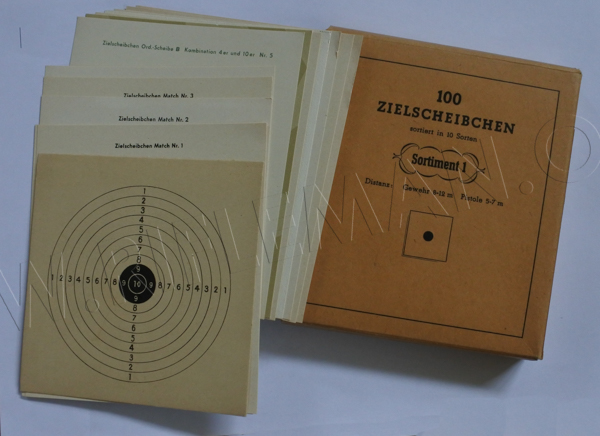 Zielscheibchen Ord.-Scheibe B Kombination 4er und 10er Nr. 5
Zielscheibchen Match Nr. 3
Zielscheibchen Match Nr. 2
Zielscheibchen Match Nr. 1
1
2
3
4
5
6
7
8
9
1 2 3 4 5 6 7 8 9 10 9 8 7 6 5 4 3 2 1
9
8
7
6
5
4
3
2
1
100
ZIELSCHEIBCHEN
sortiert in 10 Sorten
Sortiment 1
Distanz: Gewehr 8-12 m Pistole 5-7 m